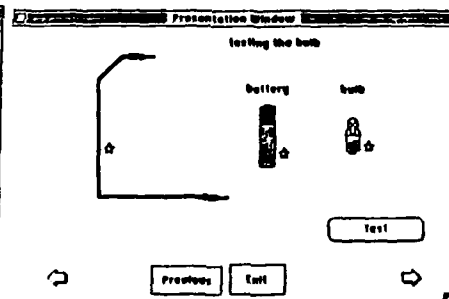 Presentation Window
testing the bulb
battery
bulb
Test
Previous
Exit